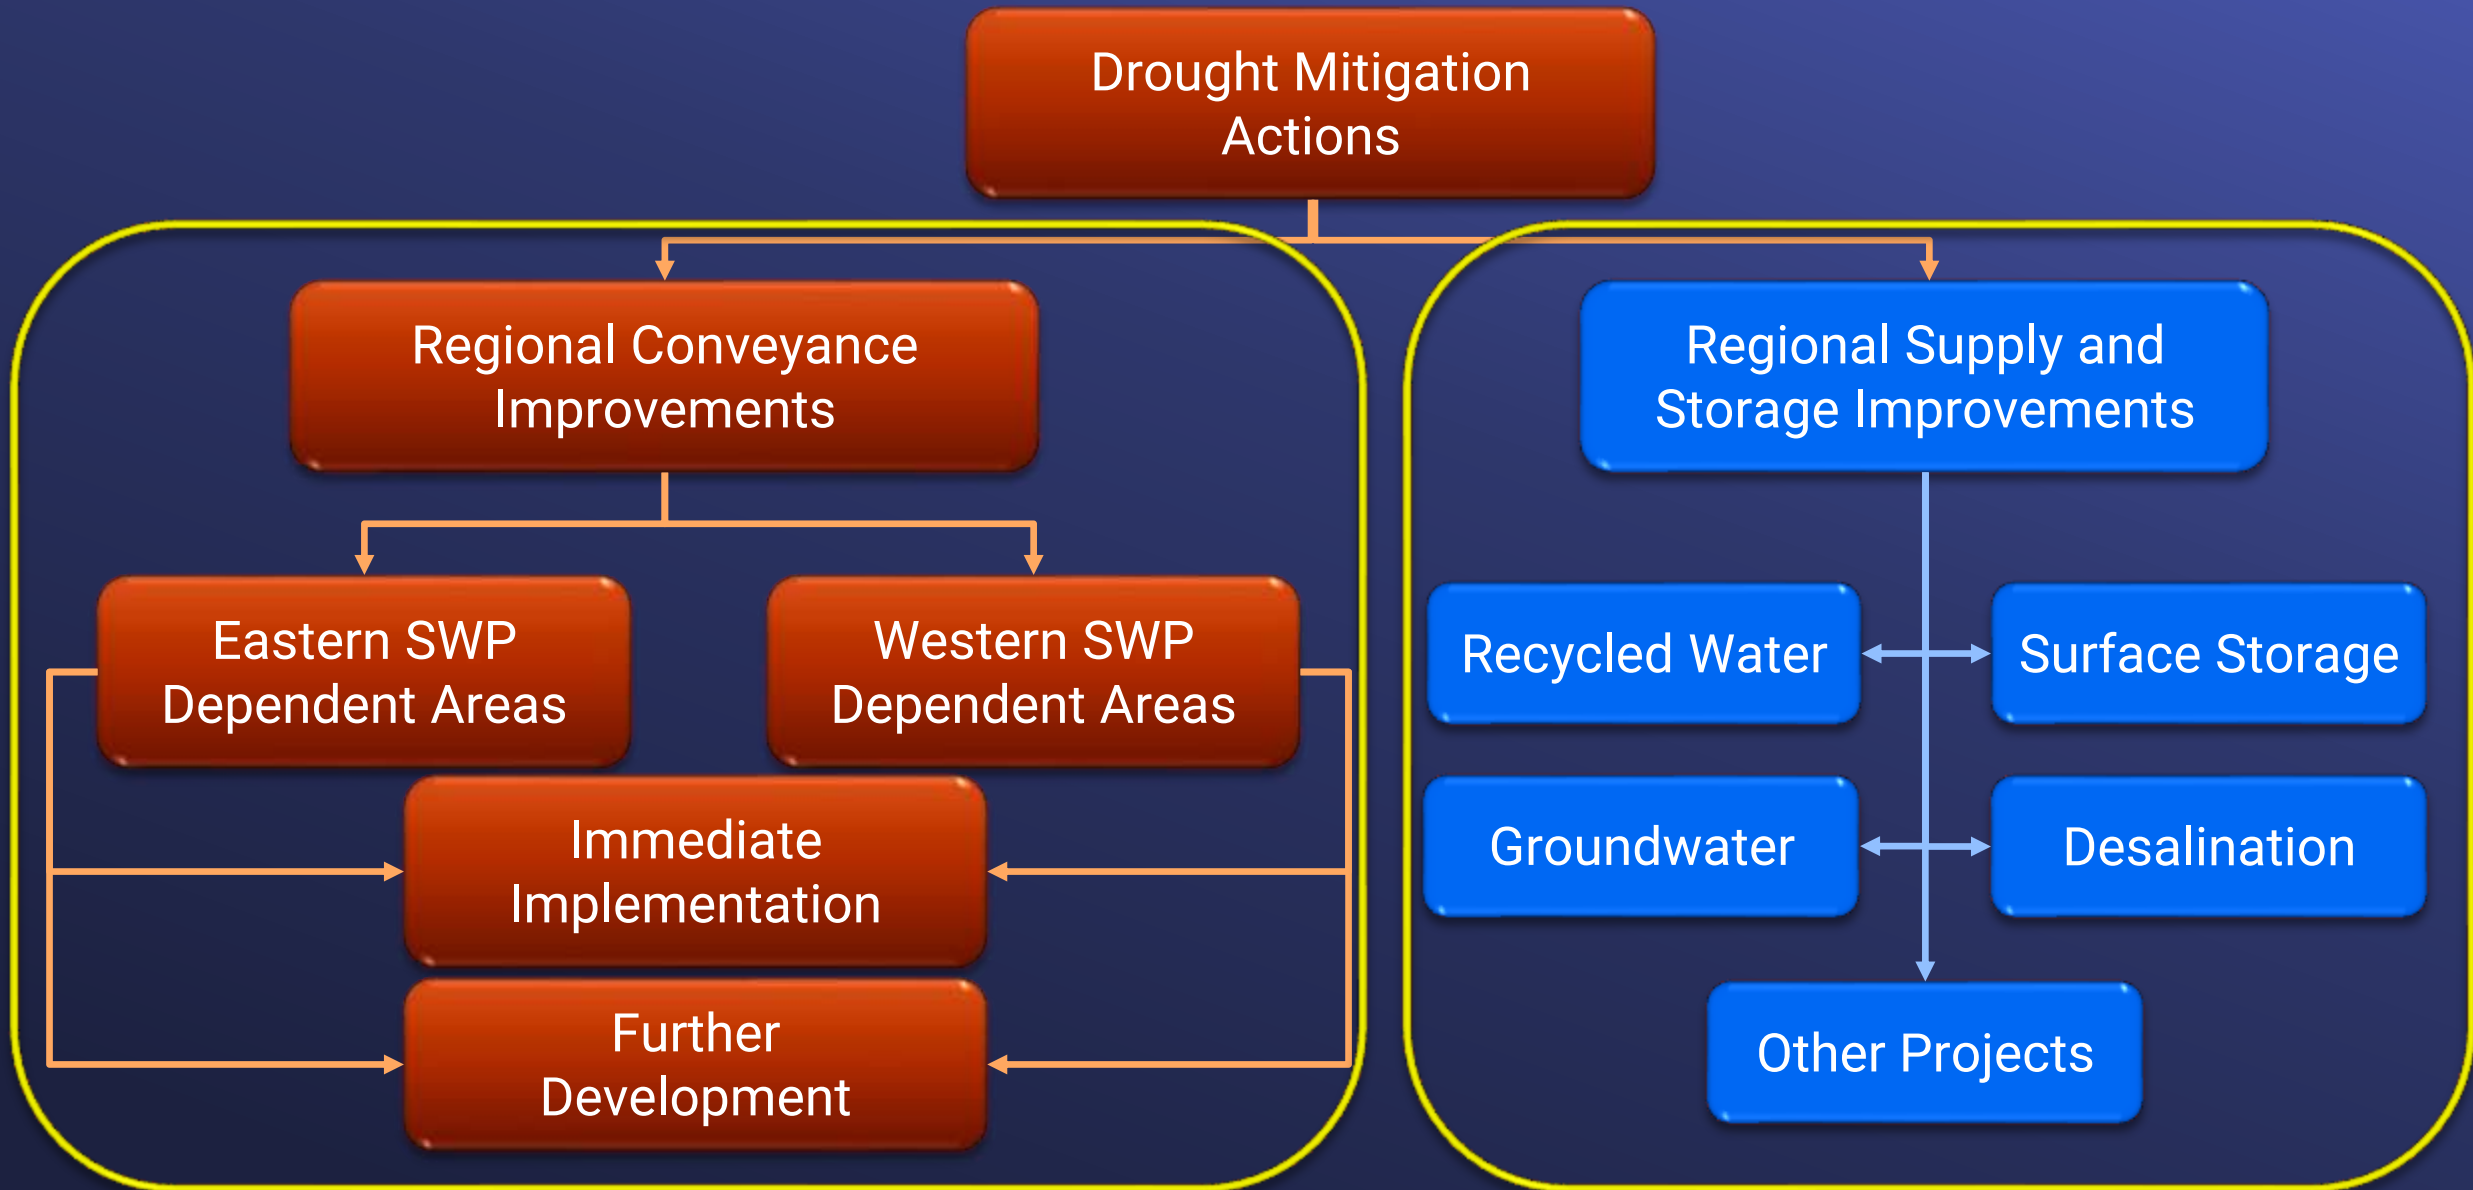 Drought Mitigation
Actions
Regional Conveyance
Improvements
Regional Supply and
Storage Improvements
Eastern SWP
Dependent Areas
Western SWP
Dependent Areas
Immediate
Implementation
Further
Development
Recycled Water
Surface Storage
Groundwater
Desalination
Other Projects